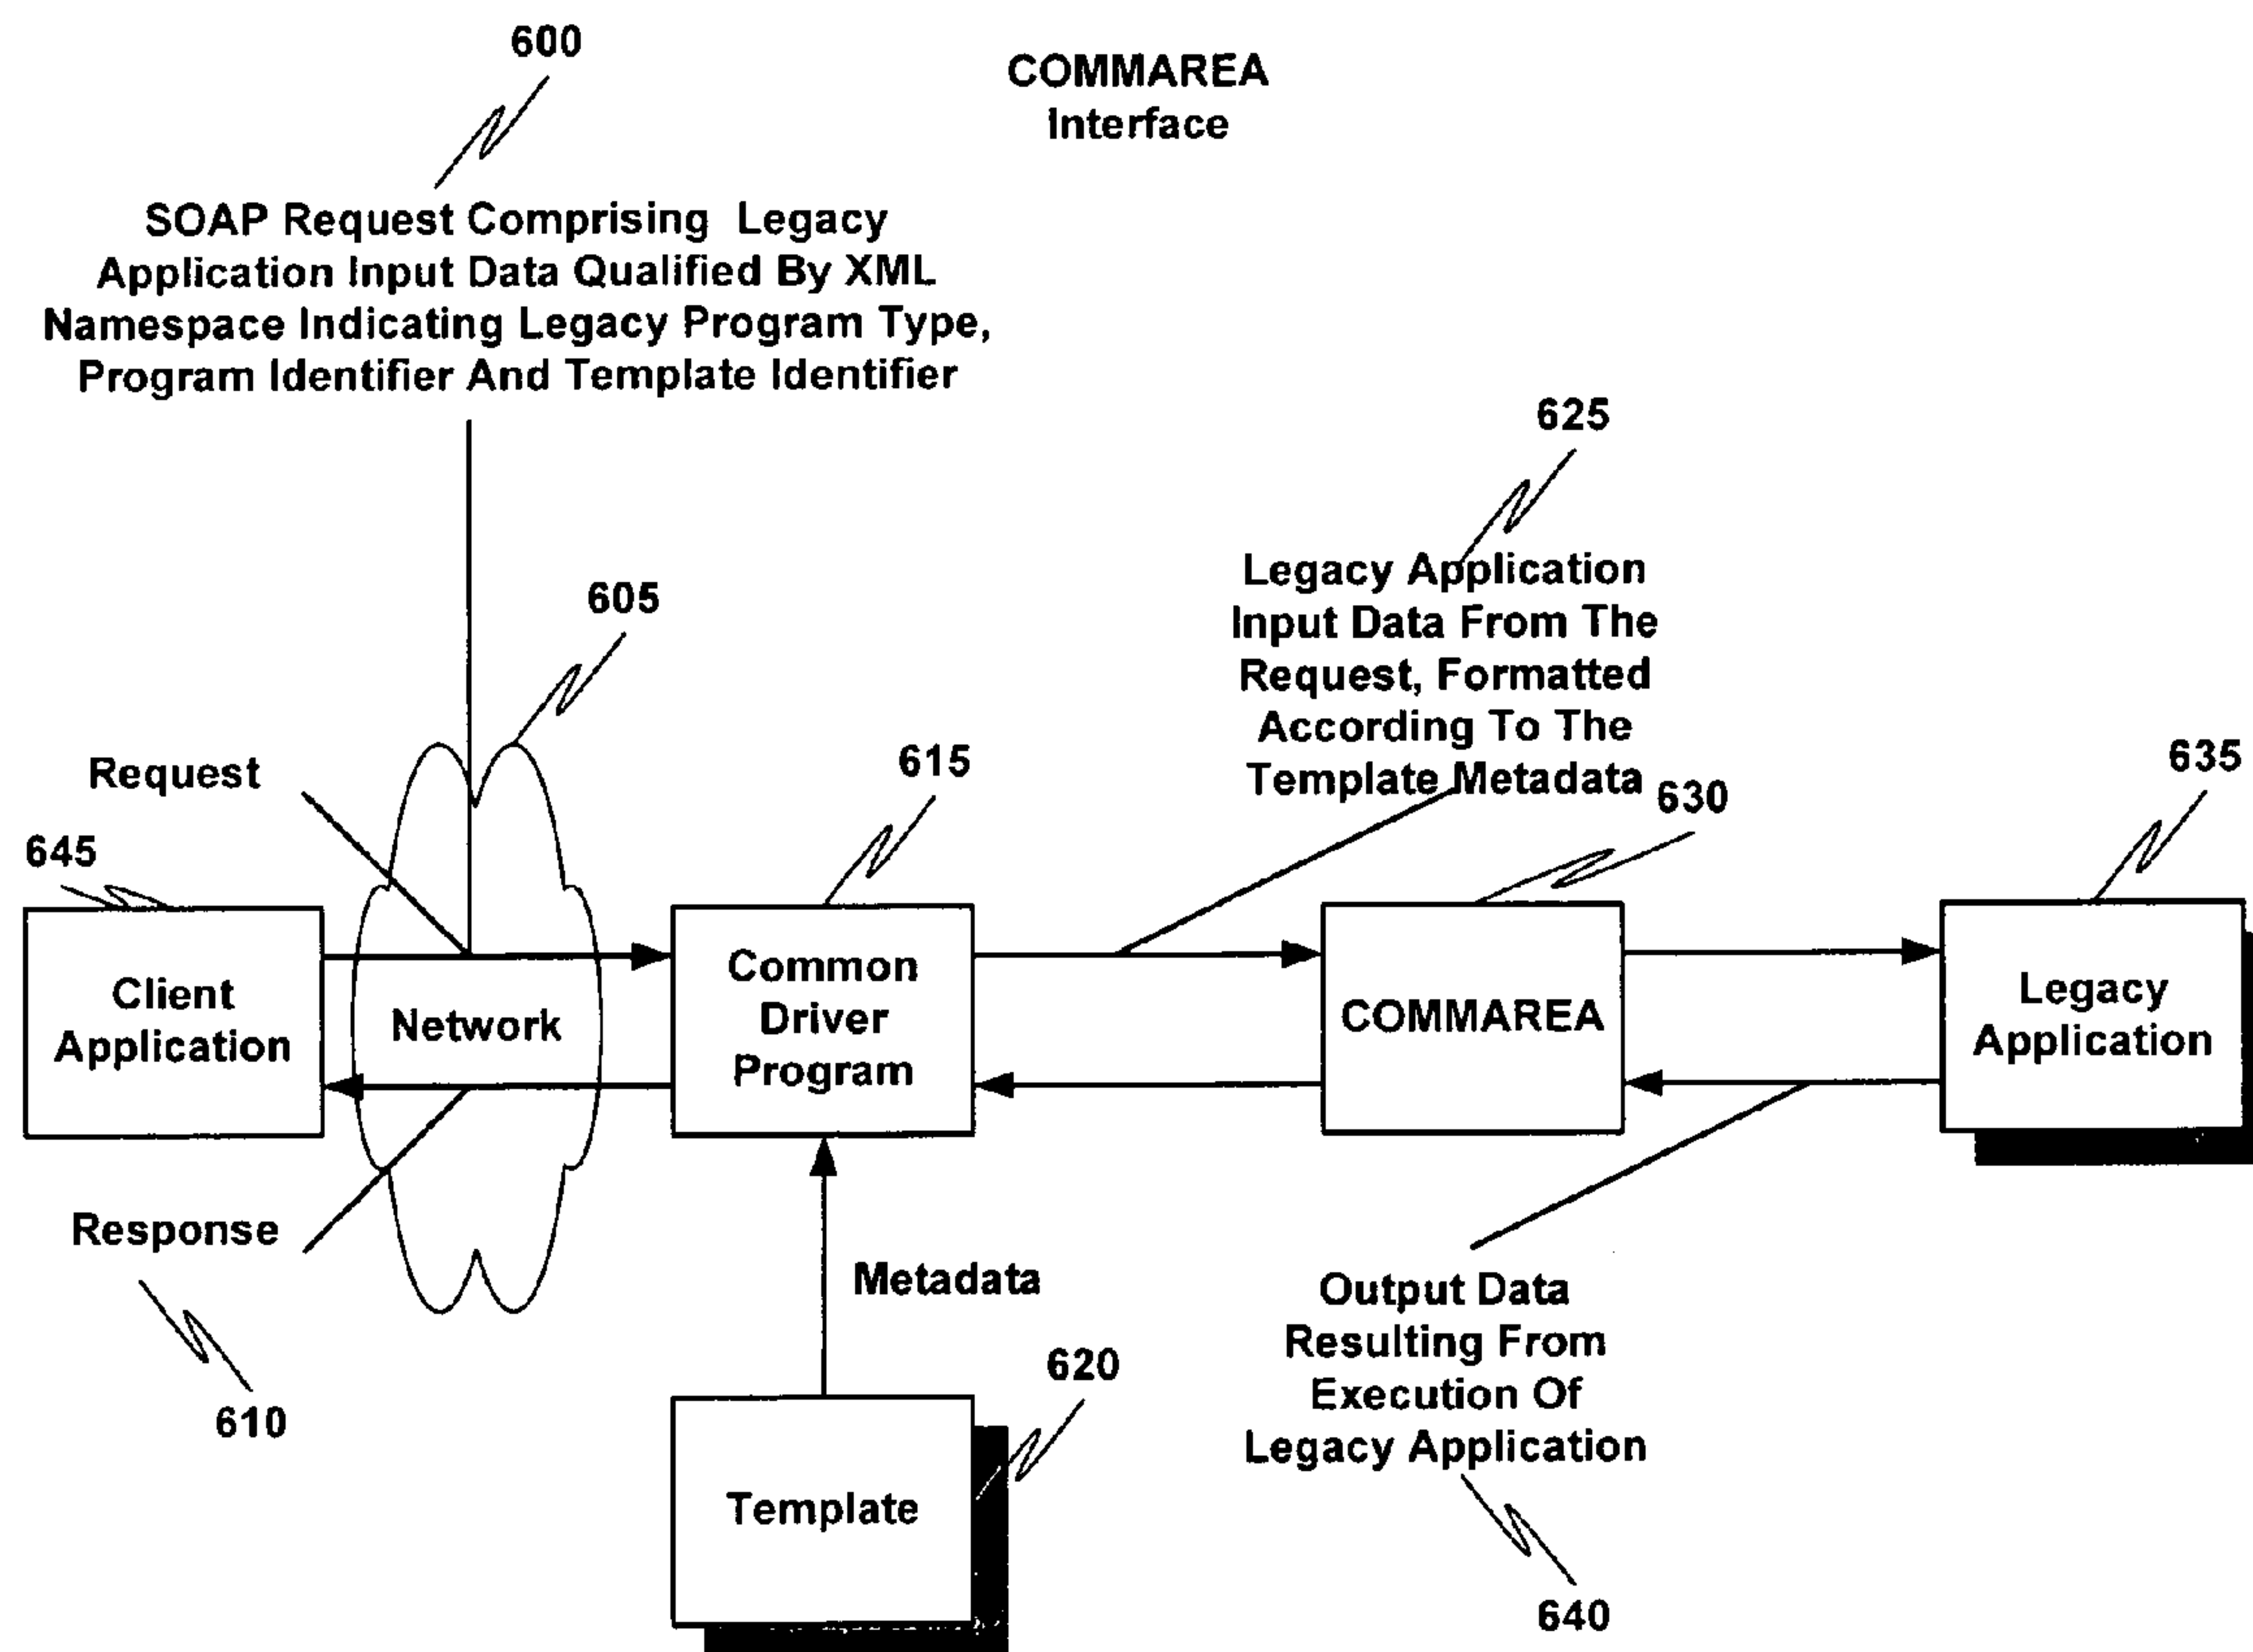 600
COMMAREA
Interface
SOAP Request Comprising Legacy
Application Input Data Qualified By XML
Namespace Indicating Legacy Program Type,
Program Identifier And Template Identifier
625
Legacy Application
Input Data From The
Request, Formatted
According To The
Template Metadata
605
Request
615
630
635
645
Client
Application
Network
Common
Driver
Program
COMMAREA
Legacy
Application
Response
610
Metadata
620
Template
Output Data
Resulting From
Execution Of
Legacy Application
640